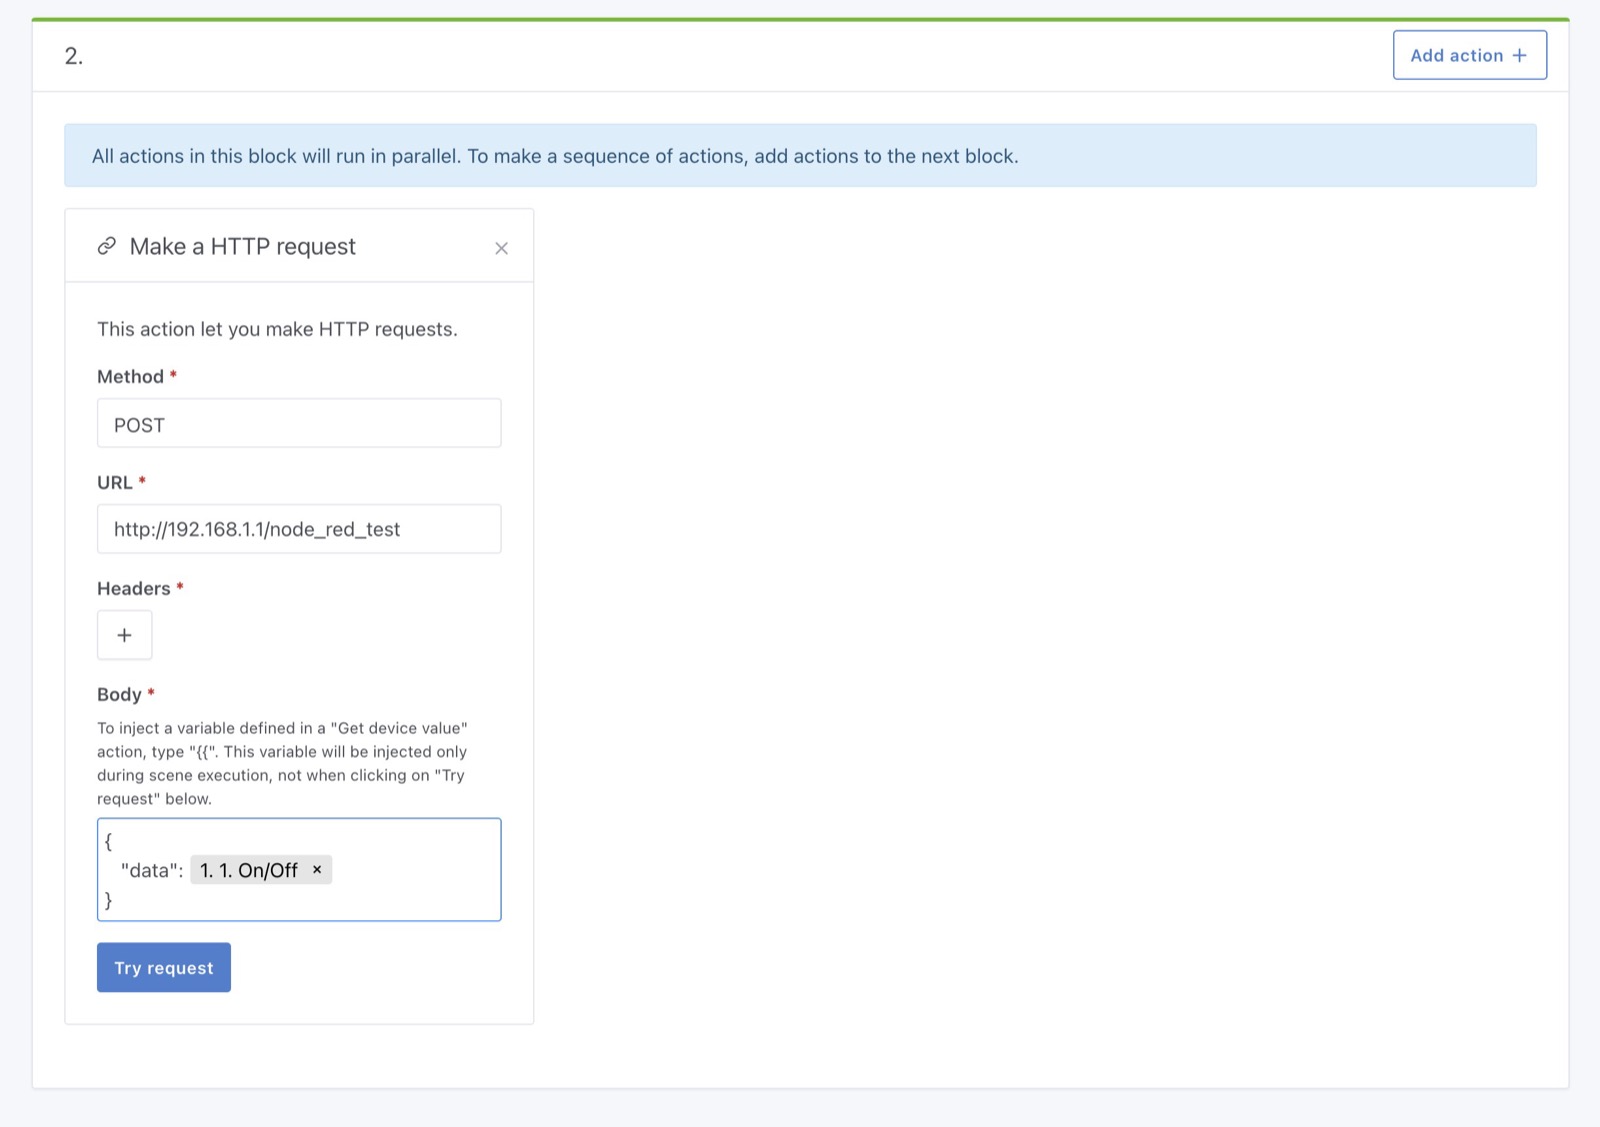 2.
Add action +
All actions in this block will run in parallel. To make a sequence of actions, add actions to the next block.
Make a HTTP request ×
This action let you make HTTP requests.
Method *
POST
URL *
http://192.168.1.1/node_red_test
Headers *
+
Body *
To inject a variable defined in a "Get device value"
action, type "{{". This variable will be injected only
during scene execution, not when clicking on "Try
request" below.
{
"data": 1. 1. On/Off ×
}
Try request